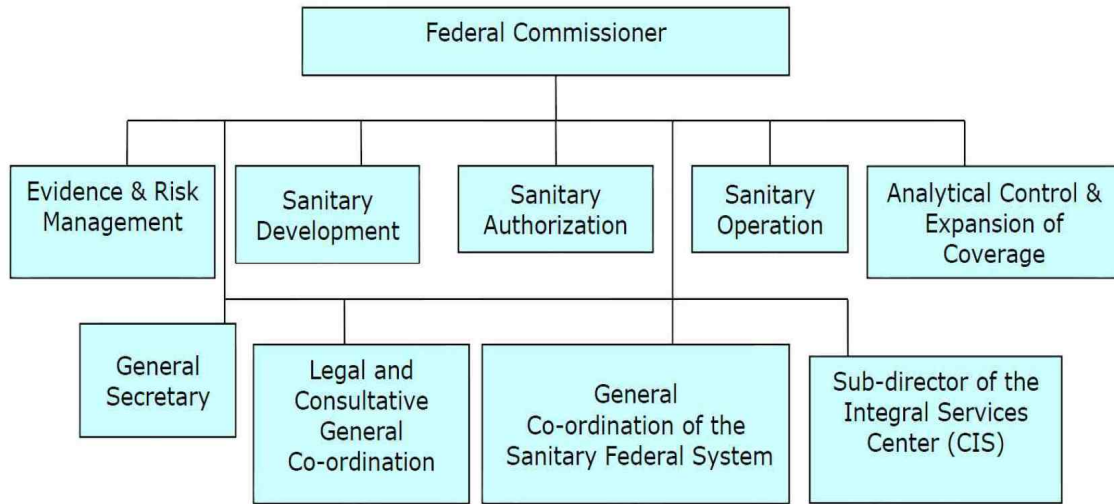 Federal Commissioner
Evidence & Risk
Management
Sanitary
Development
Sanitary
Authorization
Sanitary
Operation
Analytical Control &
Expansion of
Coverage
General
Secretary
Legal and
Consultative
General
Co-ordination
General
Co-ordination of the
Sanitary Federal System
Sub-director of the
Integral Services
Center (CIS)